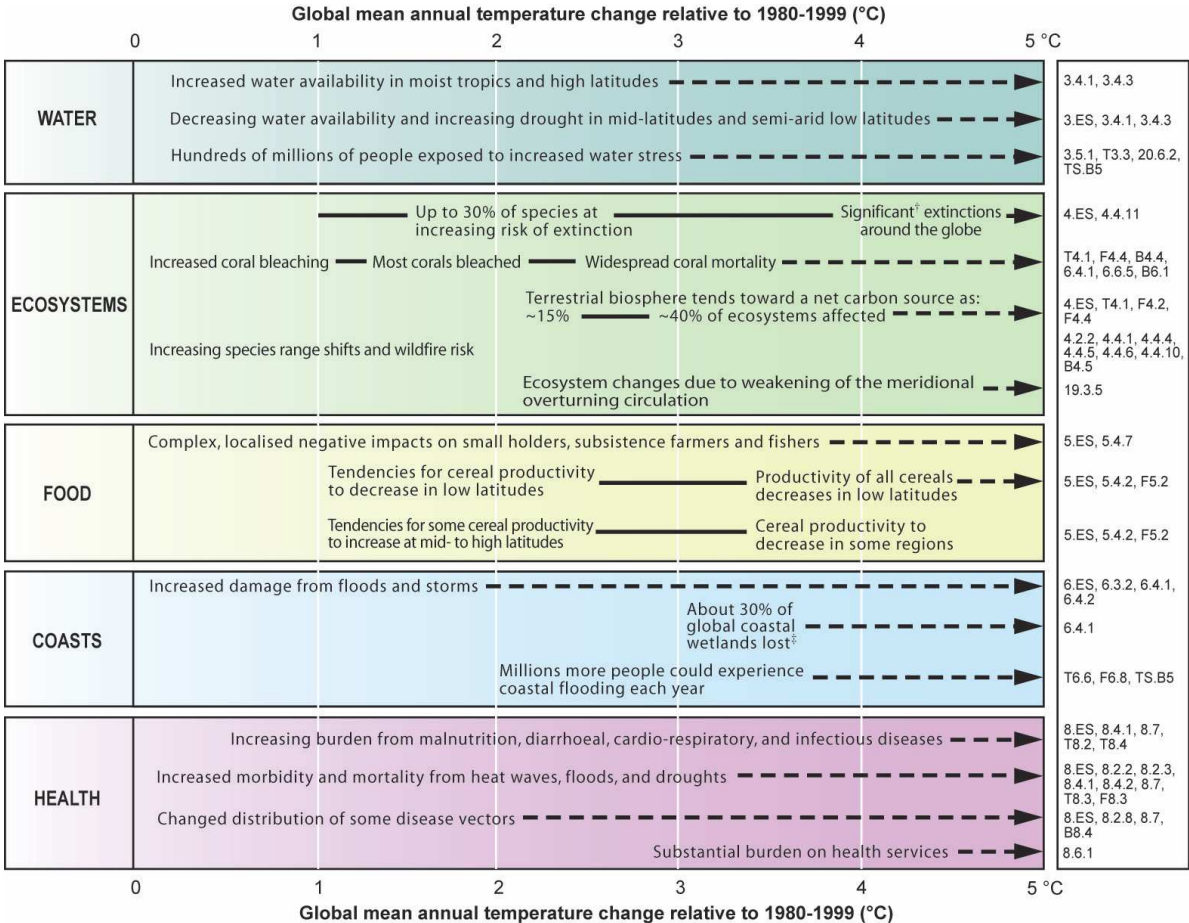 Global mean annual temperature change relative to 1980-1999 (°C)
0 1 2 3 4 5 °C
WATER
Increased water availability in moist tropics and high latitudes
3.4.1, 3.4.3
Decreasing water availability and increasing drought in mid-latitudes and semi-arid low latitudes
3.ES, 3.4.1, 3.4.3
Hundreds of millions of people exposed to increased water stress
3.5.1, T3.3, 20.6.2,
TS.B5
ECOSYSTEMS
Up to 30% of species at
increasing risk of extinction
Significant† extinctions
around the globe
4.ES, 4.4.11
Increased coral bleaching Most corals bleached Widespread coral mortality
T4.1, F4.4, B4.4,
6.4.1, 6.6.5, B6.1
Terrestrial biosphere tends toward a net carbon source as:
~15% ~40% of ecosystems affected
4.ES, T4.1, F4.2,
F4.4
Increasing species range shifts and wildfire risk
4.2.2, 4.4.1, 4.4.4,
4.4.5, 4.4.6, 4.4.10,
B4.5
Ecosystem changes due to weakening of the meridional
overturning circulation
19.3.5
FOOD
Complex, localised negative impacts on small holders, subsistence farmers and fishers
5.ES, 5.4.7
Tendencies for cereal productivity
to decrease in low latitudes
Productivity of all cereals
decreases in low latitudes
5.ES, 5.4.2, F5.2
Tendencies for some cereal productivity
to increase at mid- to high latitudes
Cereal productivity to
decrease in some regions
5.ES, 5.4.2, F5.2
COASTS
Increased damage from floods and storms
6.ES, 6.3.2, 6.4.1,
6.4.2
About 30% of
global coastal
wetlands lost‡
6.4.1
Millions more people could experience
coastal flooding each year
T6.6, F6.8, TS.B5
HEALTH
Increasing burden from malnutrition, diarrhoeal, cardio-respiratory, and infectious diseases
8.ES, 8.4.1, 8.7,
T8.2, T8.4
Increased morbidity and mortality from heat waves, floods, and droughts
8.ES, 8.2.2, 8.2.3,
8.4.1, 8.4.2, 8.7,
T8.3, F8.3
Changed distribution of some disease vectors
8.ES, 8.2.8, 8.7,
B8.4
Substantial burden on health services
8.6.1
0 1 2 3 4 5 °C
Global mean annual temperature change relative to 1980-1999 (°C)